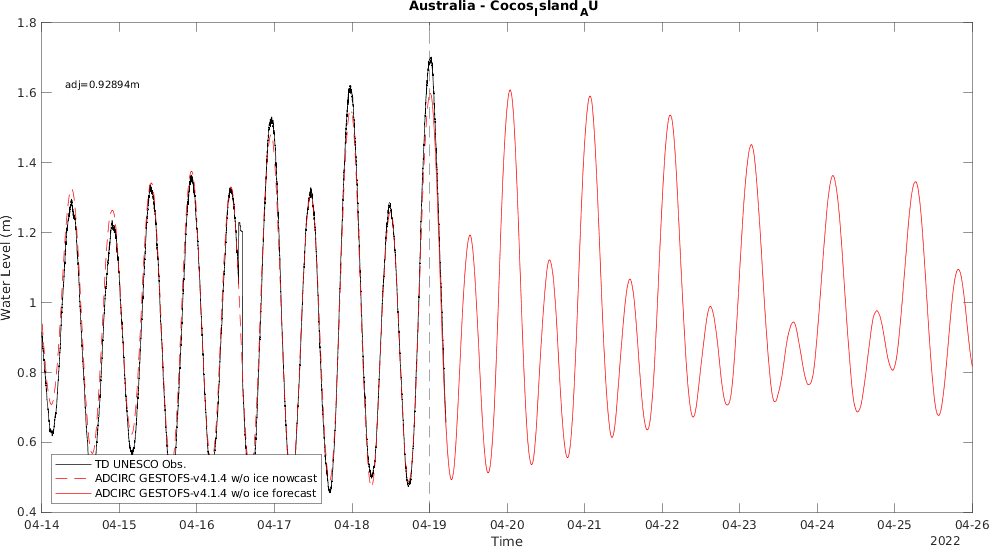 Australia - Cocos_Island_AU
adj=0.92894m
Water Level (m)
1.8
1.6
1.4
1.2
1
0.8
0.6
0.4
TD UNESCO Obs.
ADCIRC GESTOFS-v4.1.4 w/o ice nowcast
ADCIRC GESTOFS-v4.1.4 w/o ice forecast
04-14 04-15 04-16 04-17 04-18 04-19 04-20 04-21 04-22 04-23 04-24 04-25 04-26
Time
2022